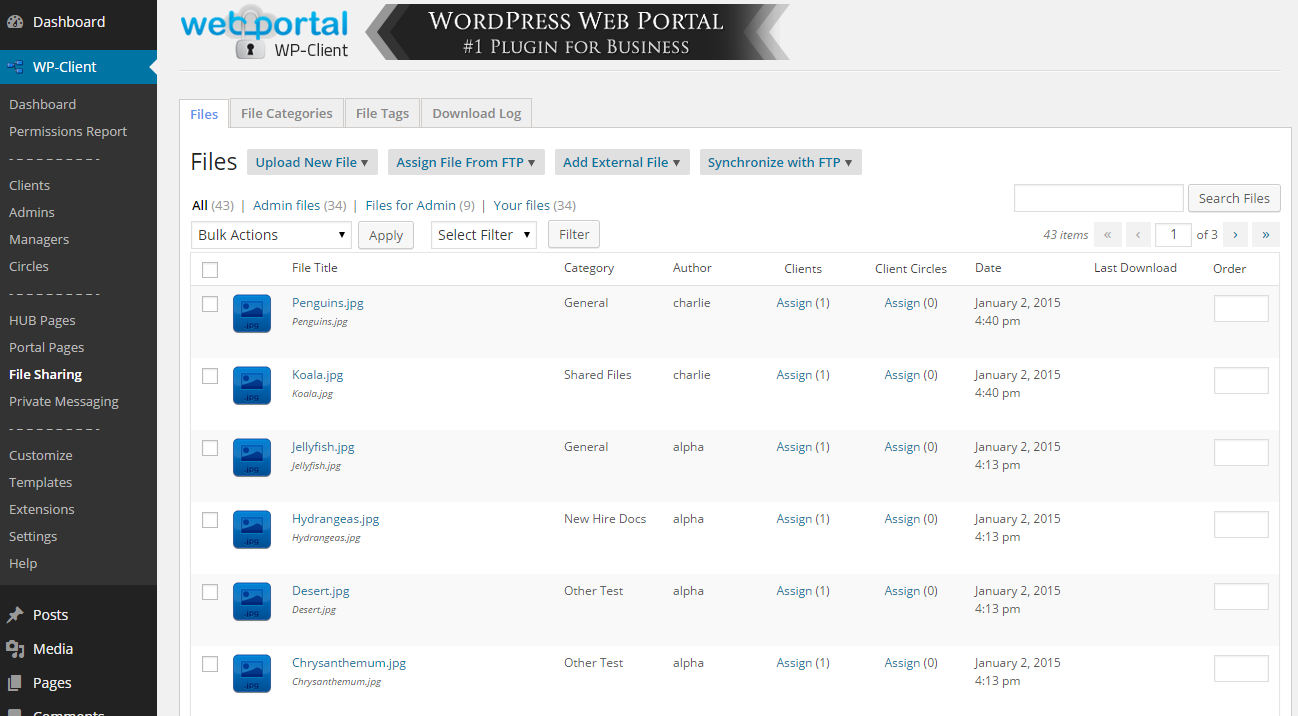 Dashboard
WP-Client
Dashboard
Permissions Report
- - - - - - - - - -
Clients
Admins
Managers
Circles
- - - - - - - - - -
HUB Pages
Portal Pages
File Sharing
Private Messaging
- - - - - - - - - -
Customize
Templates
Extensions
Settings
Help
Posts
Media
Pages
Comments
web portal
WP-Client
WordPress Web Portal
#1 Plugin for Business
Files File Categories File Tags Download Log
Files Upload New File ▾ Assign File From FTP ▾ Add External File ▾ Synchronize with FTP ▾
All (43) | Admin files (34) | Files for Admin (9) | Your files (34) Search Files
Bulk Actions ▾ Apply Select Filter ▾ Filter 43 items « ‹ 1 of 3 › »
File Title Category Author Clients Client Circles Date Last Download Order
.jpg Penguins.jpg General charlie Assign (1) Assign (0) January 2, 2015
Penguins.jpg 4:40 pm
.jpg Koala.jpg Shared Files charlie Assign (1) Assign (0) January 2, 2015
Koala.jpg 4:40 pm
.jpg Jellyfish.jpg General alpha Assign (1) Assign (0) January 2, 2015
Jellyfish.jpg 4:13 pm
.jpg Hydrangeas.jpg New Hire Docs alpha Assign (1) Assign (0) January 2, 2015
Hydrangeas.jpg 4:13 pm
.jpg Desert.jpg Other Test alpha Assign (1) Assign (0) January 2, 2015
Desert.jpg 4:13 pm
.jpg Chrysanthemum.jpg Other Test alpha Assign (1) Assign (0) January 2, 2015
Chrysanthemum.jpg 4:13 pm